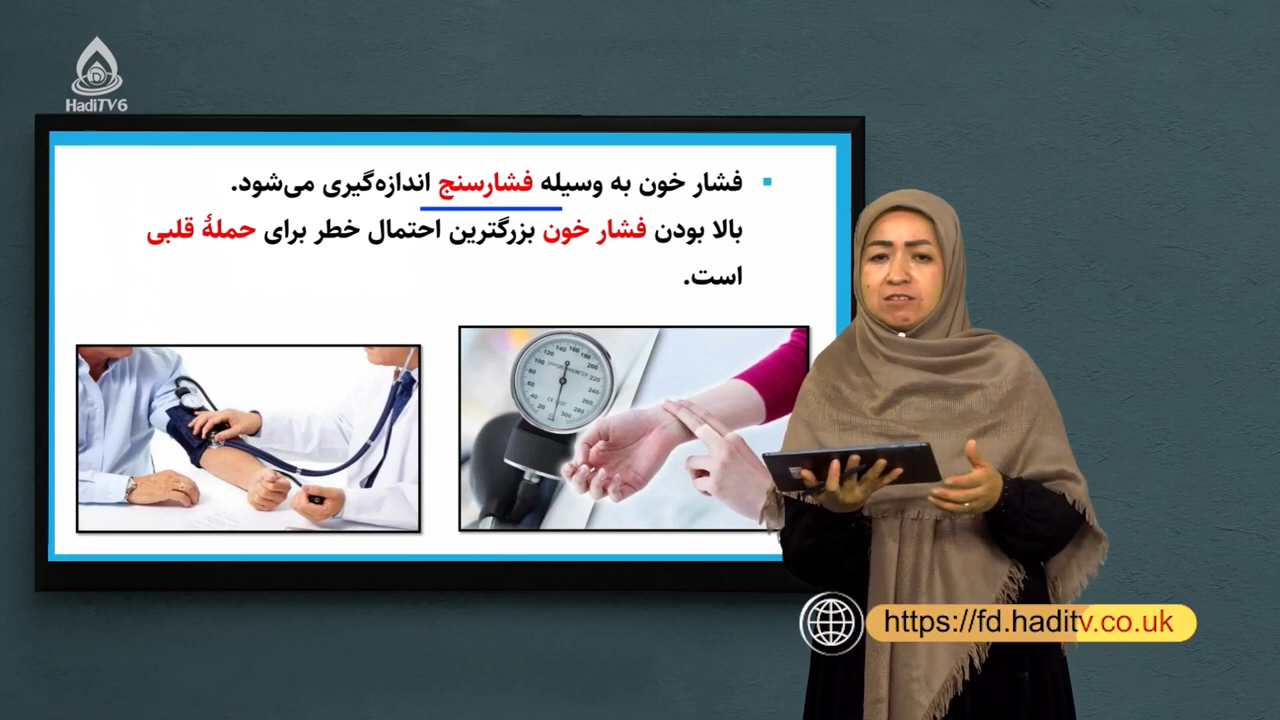 HadiTV6
فشار خون به وسیله فشارسنج اندازه‌گیری می‌شود.
بالا بودن فشار خون بزرگترین احتمال خطر برای حملهٔ قلبی
است.
https://fd.haditv.co.uk